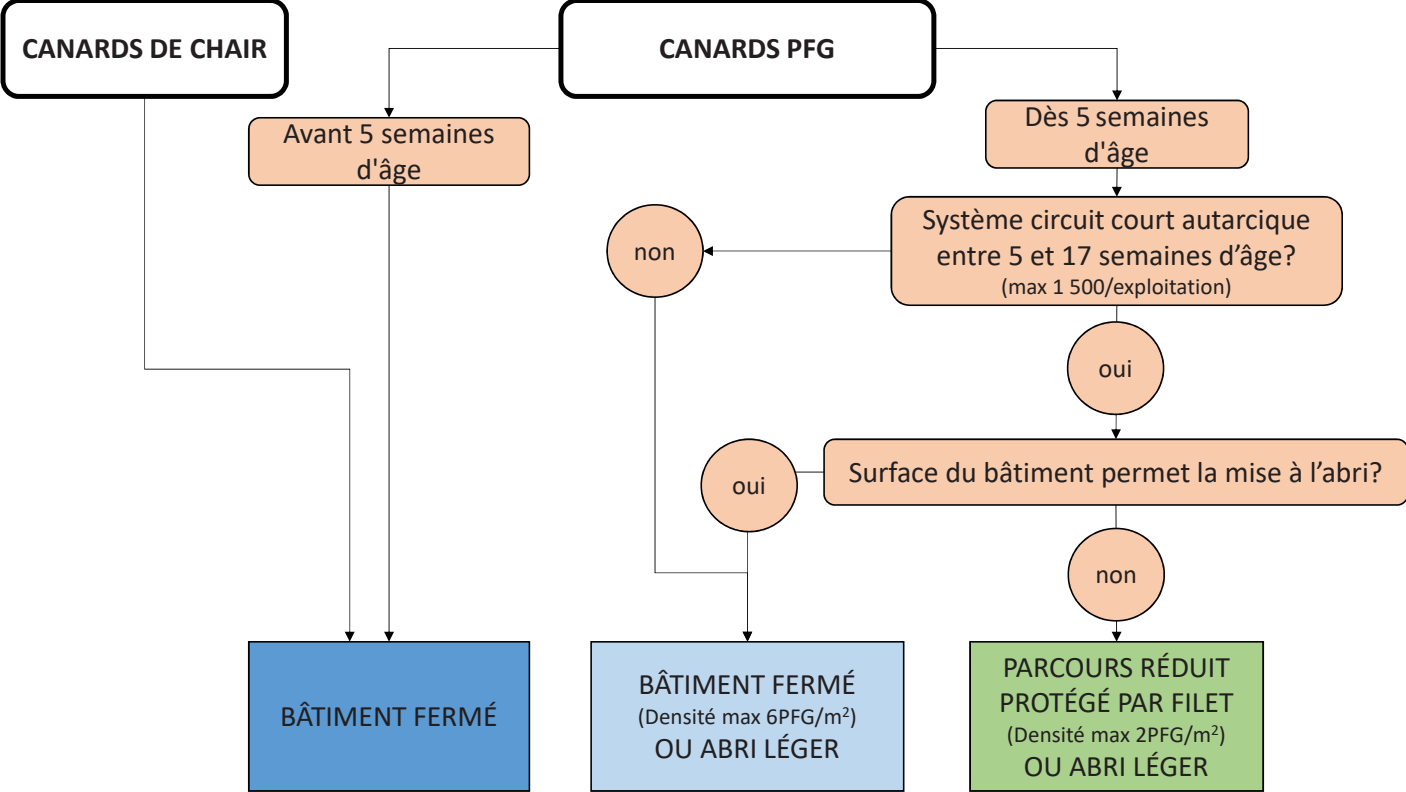 CANARDS DE CHAIR
CANARDS PFG
Avant 5 semaines
d'âge
Dès 5 semaines
d'âge
Système circuit court autarcique
entre 5 et 17 semaines d’âge?
(max 1 500/exploitation)
non
oui
Surface du bâtiment permet la mise à l’abri?
oui
non
BÂTIMENT FERMÉ
BÂTIMENT FERMÉ
(Densité max 6PFG/m²)
OU ABRI LÉGER
PARCOURS RÉDUIT
PROTÉGÉ PAR FILET
(Densité max 2PFG/m²)
OU ABRI LÉGER